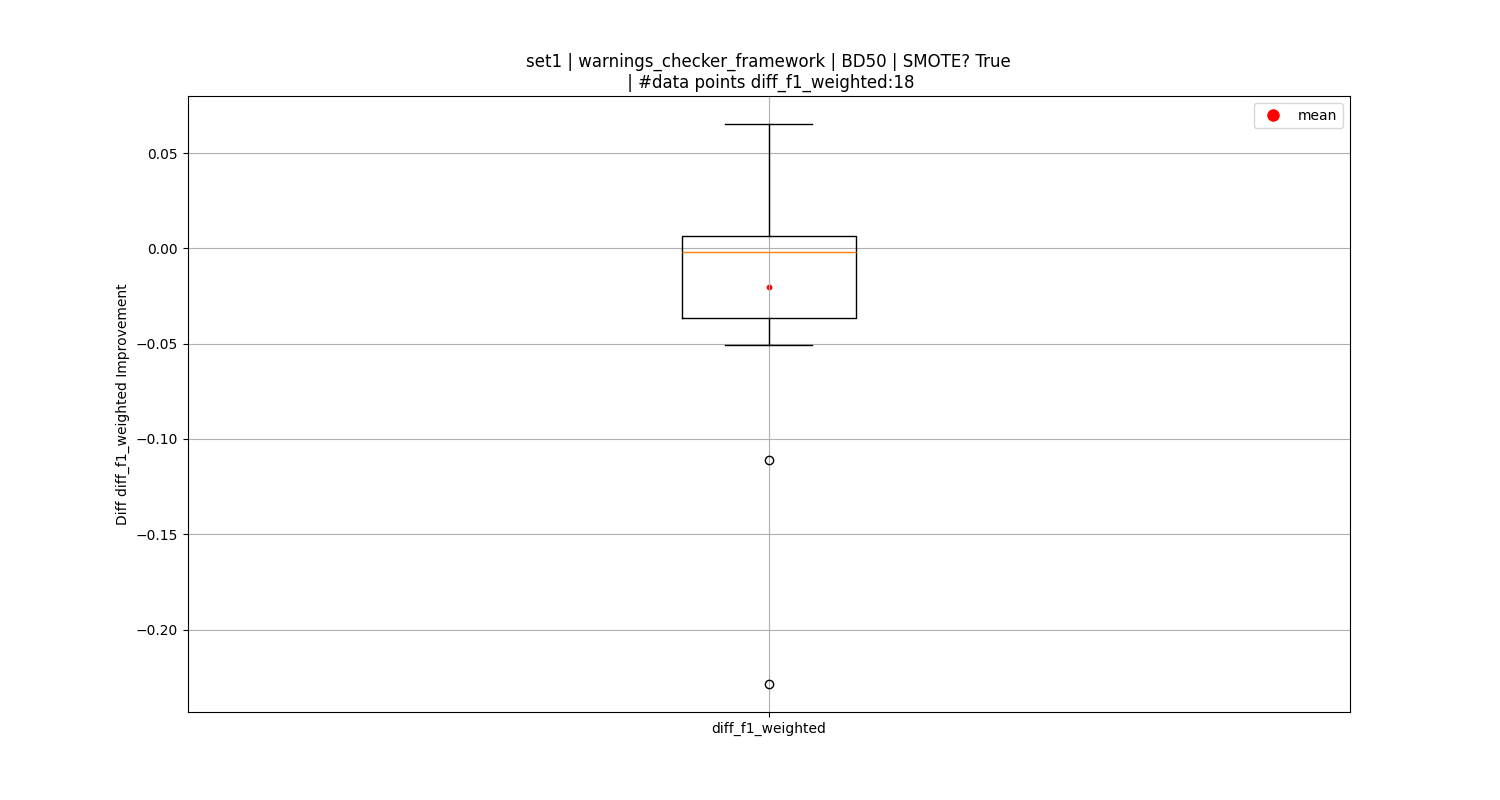 set1 | warnings_checker_framework | BD50 | SMOTE? True
| #data points diff_f1_weighted:18
mean
0.05
0.00
−0.05
−0.10
−0.15
−0.20
Diff diff_f1_weighted Improvement
diff_f1_weighted